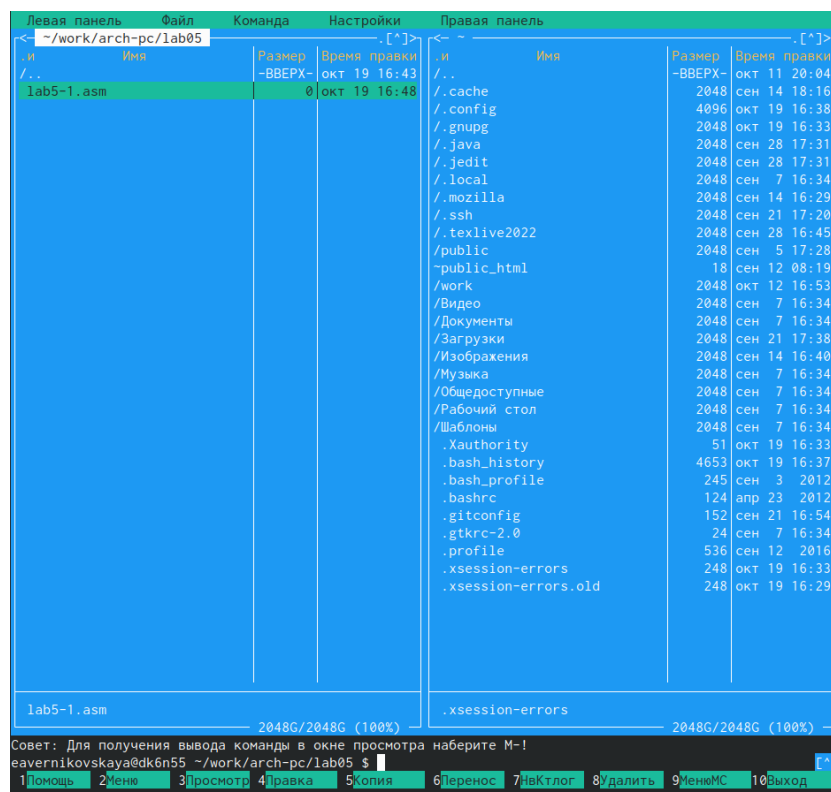 Левая панель Файл Команда Настройки Правая панель
<— ~/work/arch-pc/lab05 .[^]>
.и Имя Размер Время правки
/.. -ВВЕРХ- окт 19 16:43
lab5-1.asm 0 окт 19 16:48
lab5-1.asm
2048G/2048G (100%)
<— ~ .[^]>
.и Имя Размер Время правки
/.. -ВВЕРХ- окт 11 20:04
/.cache 2048 сен 14 18:16
/.config 4096 окт 19 16:38
/.gnupg 2048 окт 19 16:33
/.java 2048 сен 28 17:31
/.jedit 2048 сен 28 17:31
/.local 2048 сен 7 16:34
/.mozilla 2048 сен 14 16:29
/.ssh 2048 сен 21 17:20
/.texlive2022 2048 сен 28 16:45
/public 2048 сен 5 17:28
~public_html 18 сен 12 08:19
/work 2048 окт 12 16:53
/Видео 2048 сен 7 16:34
/Документы 2048 сен 7 16:34
/Загрузки 2048 сен 21 17:38
/Изображения 2048 сен 14 16:40
/Музыка 2048 сен 7 16:34
/Общедоступные 2048 сен 7 16:34
/Рабочий стол 2048 сен 7 16:34
/Шаблоны 2048 сен 7 16:34
.Xauthority 51 окт 19 16:33
.bash_history 4653 окт 19 16:37
.bash_profile 245 сен 3 2012
.bashrc 124 апр 23 2012
.gitconfig 152 сен 21 16:54
.gtkrc-2.0 24 сен 7 16:34
.profile 536 сен 12 2016
.xsession-errors 248 окт 19 16:33
.xsession-errors.old 248 окт 19 16:29
.xsession-errors
2048G/2048G (100%)
Совет: Для получения вывода команды в окне просмотра наберите M-!
eavernikovskaya@dk6n55 ~/work/arch-pc/lab05 $ [^
1Помощь 2Меню 3Просмотр 4Правка 5Копия 6Перенос 7НвКтлог 8Удалить 9МенюMC 10Выход